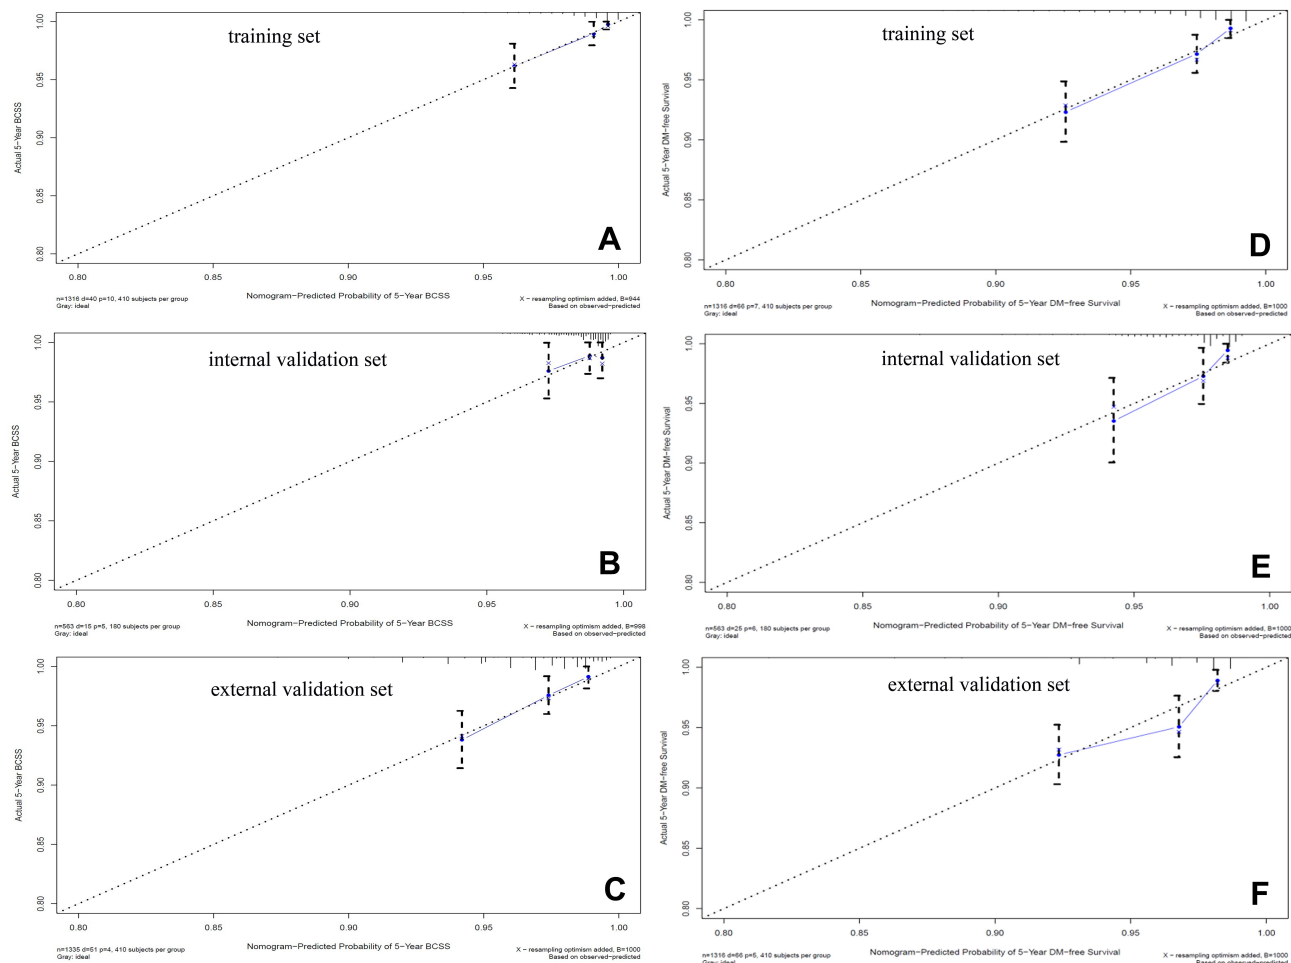 training set
Actual 5-Year BCSS
1.00
0.95
0.90
0.85
0.80
A
0.80 0.85 0.90 0.95 1.00
Nomogram-Predicted Probability of 5-Year BCSS
n=1316 d=40 p=10, 410 subjects per group
Gray: ideal
X - resampling optimism added, B=944
Based on observed-predicted
training set
Actual 5-Year DM-free Survival
1.00
0.95
0.90
0.85
0.80
D
0.80 0.85 0.90 0.95 1.00
Nomogram-Predicted Probability of 5-Year DM-free Survival
n=1316 d=66 p=7, 410 subjects per group
Gray: ideal
X - resampling optimism added, B=1000
Based on observed-predicted
internal validation set
Actual 5-Year BCSS
1.00
0.95
0.90
0.85
0.80
B
0.80 0.85 0.90 0.95 1.00
Nomogram-Predicted Probability of 5-Year BCSS
n=563 d=15 p=5, 180 subjects per group
Gray: ideal
X - resampling optimism added, B=998
Based on observed-predicted
internal validation set
Actual 5-Year DM-free Survival
1.00
0.95
0.90
0.85
0.80
E
0.80 0.85 0.90 0.95 1.00
Nomogram-Predicted Probability of 5-Year DM-free Survival
n=563 d=25 p=6, 180 subjects per group
Gray: ideal
X - resampling optimism added, B=1000
Based on observed-predicted
external validation set
Actual 5-Year BCSS
1.00
0.95
0.90
0.85
0.80
C
0.80 0.85 0.90 0.95 1.00
Nomogram-Predicted Probability of 5-Year BCSS
n=1335 d=51 p=4, 410 subjects per group
Gray: ideal
X - resampling optimism added, B=1000
Based on observed-predicted
external validation set
Actual 5-Year DM-free Survival
1.00
0.95
0.90
0.85
0.80
F
0.80 0.85 0.90 0.95 1.00
Nomogram-Predicted Probability of 5-Year DM-free Survival
n=1316 d=66 p=5, 410 subjects per group
Gray: ideal
X - resampling optimism added, B=1000
Based on observed-predicted